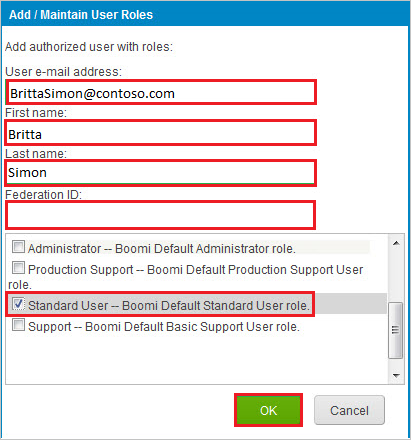 Add / Maintain User Roles
Add authorized user with roles:
User e-mail address:
BrittaSimon@contoso.com
First name:
Britta
Last name:
Simon
Federation ID:
Administrator -- Boomi Default Administrator role.
Production Support -- Boomi Default Production Support User
role.
Standard User -- Boomi Default Standard User role.
Support -- Boomi Default Basic Support User role.
OK
Cancel